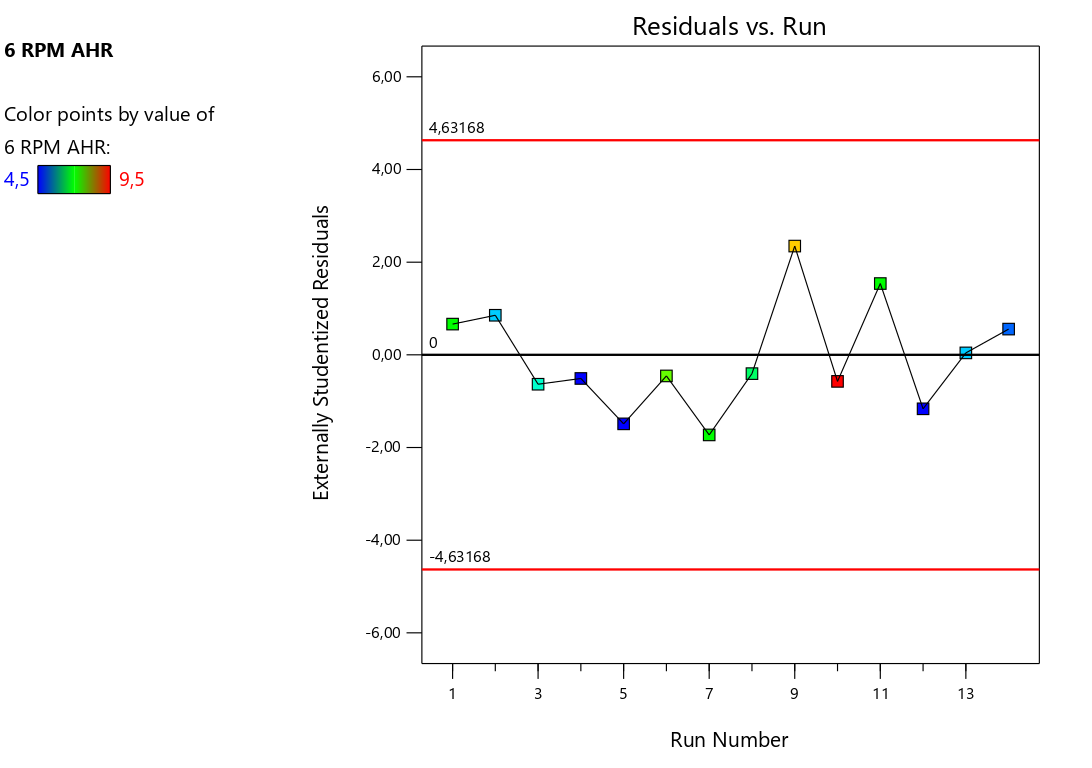 6 RPM AHR
Color points by value of
6 RPM AHR:
4,5 9,5
Residuals vs. Run
Externally Studentized Residuals
6,00
4,63168
4,00
2,00
0
0,00
-2,00
-4,00
-4,63168
-6,00
1 3 5 7 9 11 13
Run Number